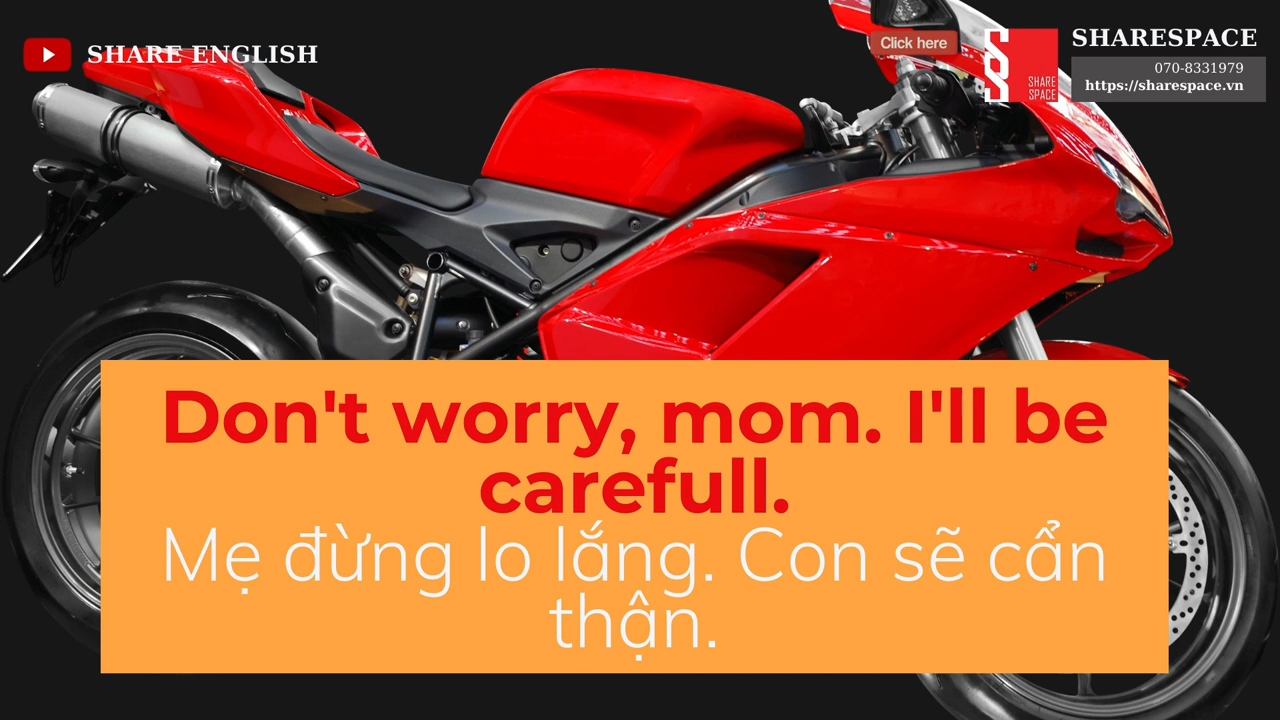 SHARE ENGLISH
Click here
SHARE
SPACE
SHARESPACE
070-8331979
https://sharespace.vn
Don't worry, mom. I'll be
carefull.
Mẹ đừng lo lắng. Con sẽ cẩn
thận.